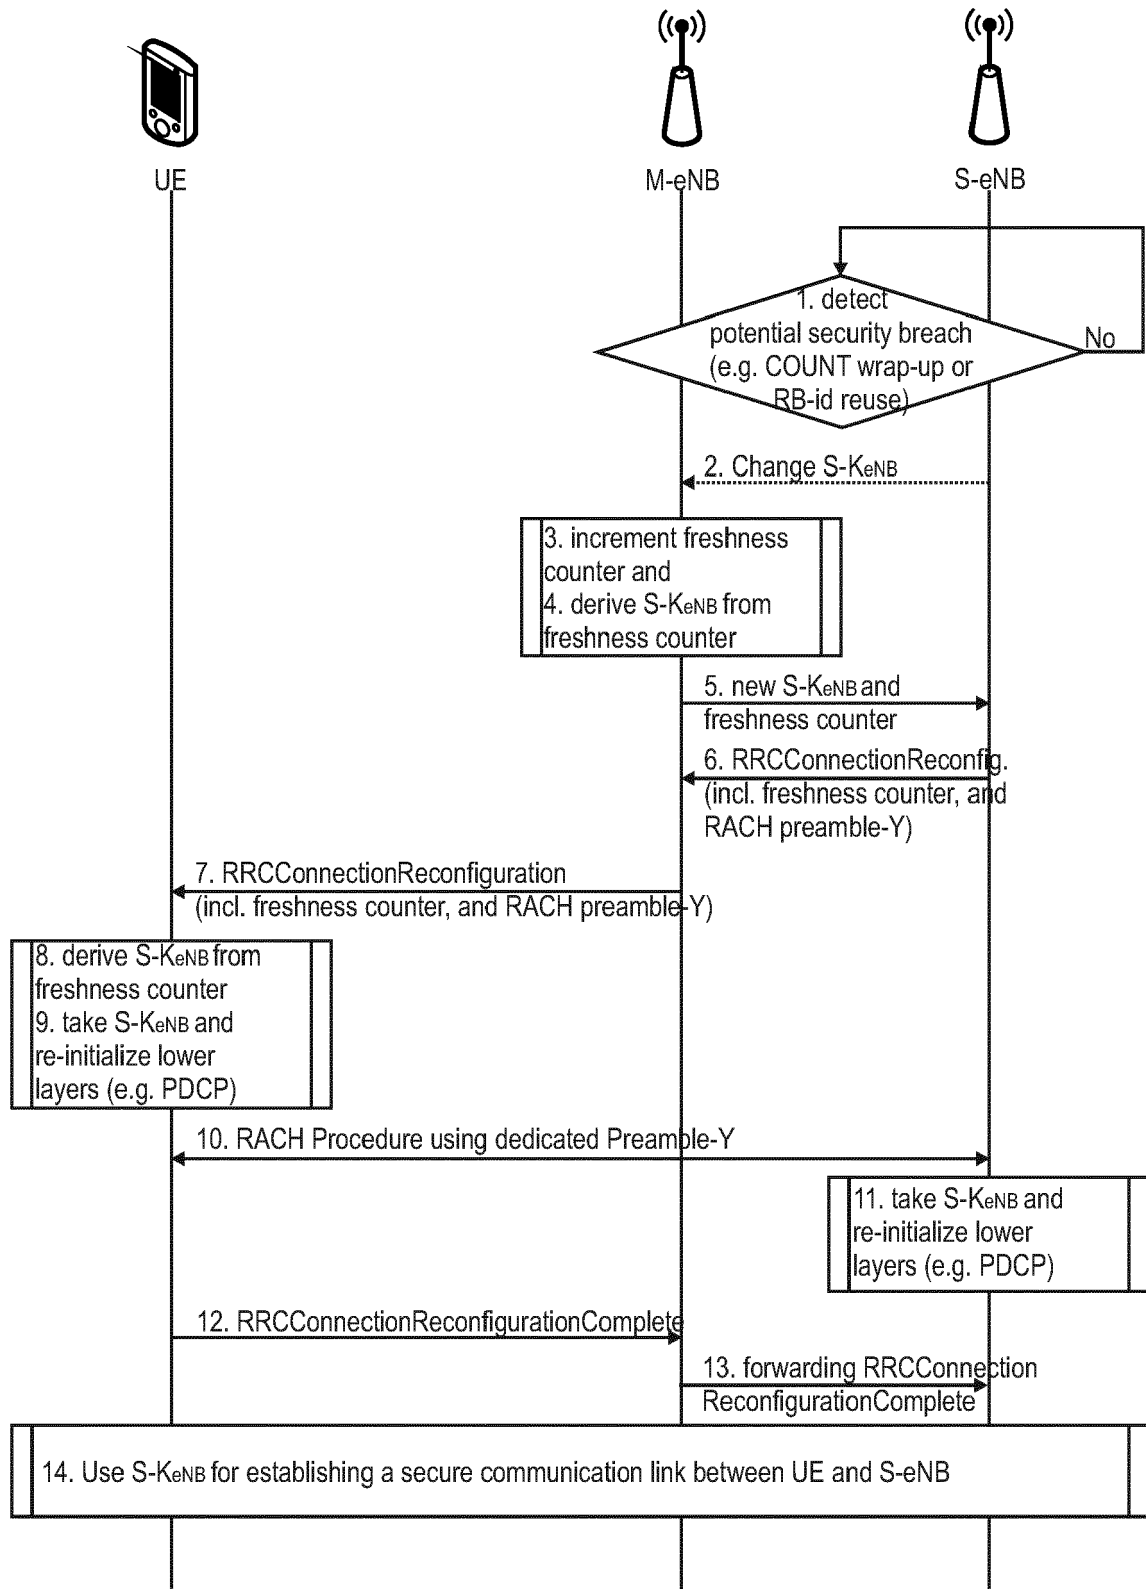 UE
M-eNB
S-eNB
1. detect
potential security breach
(e.g. COUNT wrap-up or
RB-id reuse)
No
2. Change S-KeNB
3. increment freshness
counter and
4. derive S-KeNB from
freshness counter
5. new S-KeNB and
freshness counter
6. RRCConnectionReconfig.
(incl. freshness counter, and
RACH preamble-Y)
7. RRCConnectionReconfiguration
(incl. freshness counter, and RACH preamble-Y)
8. derive S-KeNB from
freshness counter
9. take S-KeNB and
re-initialize lower
layers (e.g. PDCP)
10. RACH Procedure using dedicated Preamble-Y
11. take S-KeNB and
re-initialize lower
layers (e.g. PDCP)
12. RRCConnectionReconfigurationComplete
13. forwarding RRCConnection
ReconfigurationComplete
14. Use S-KeNB for establishing a secure communication link between UE and S-eNB